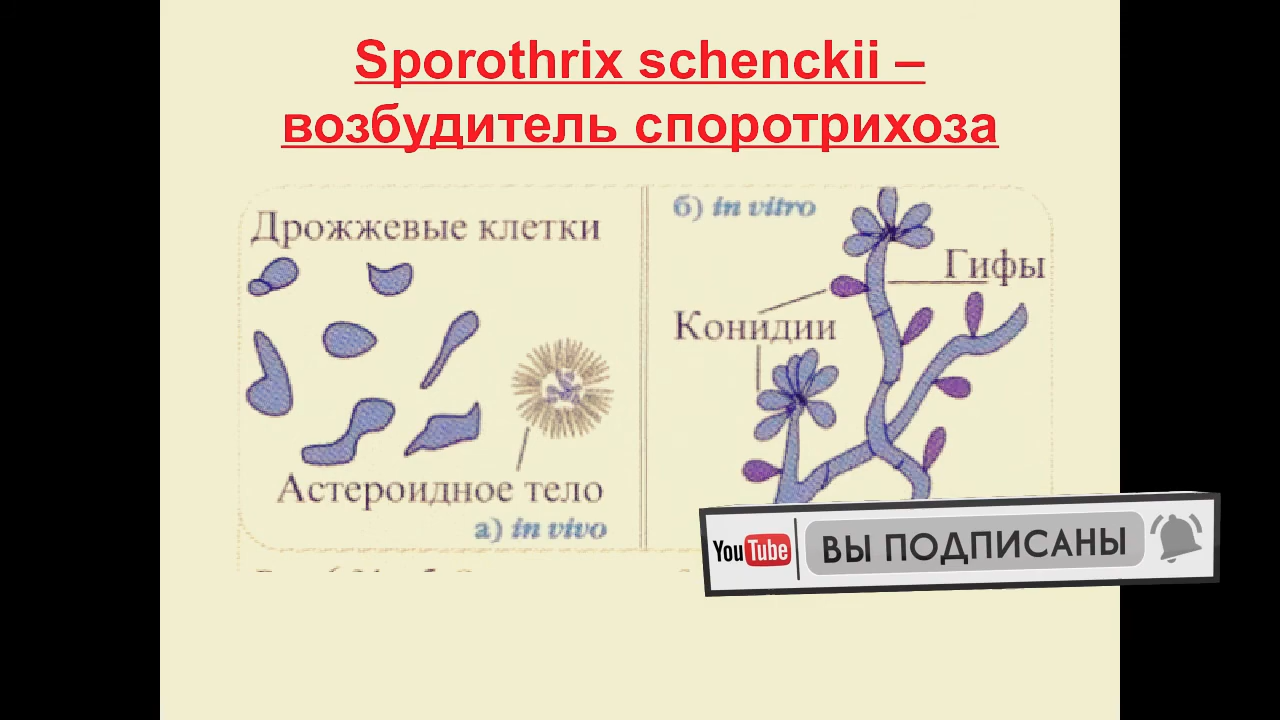 Sporothrix schenckii –
возбудитель споротрихоза
Дрожжевые клетки
Астероидное тело
а) in vivo
б) in vitro
Гифы
Конидии
YouTube
ВЫ ПОДПИСАНЫ